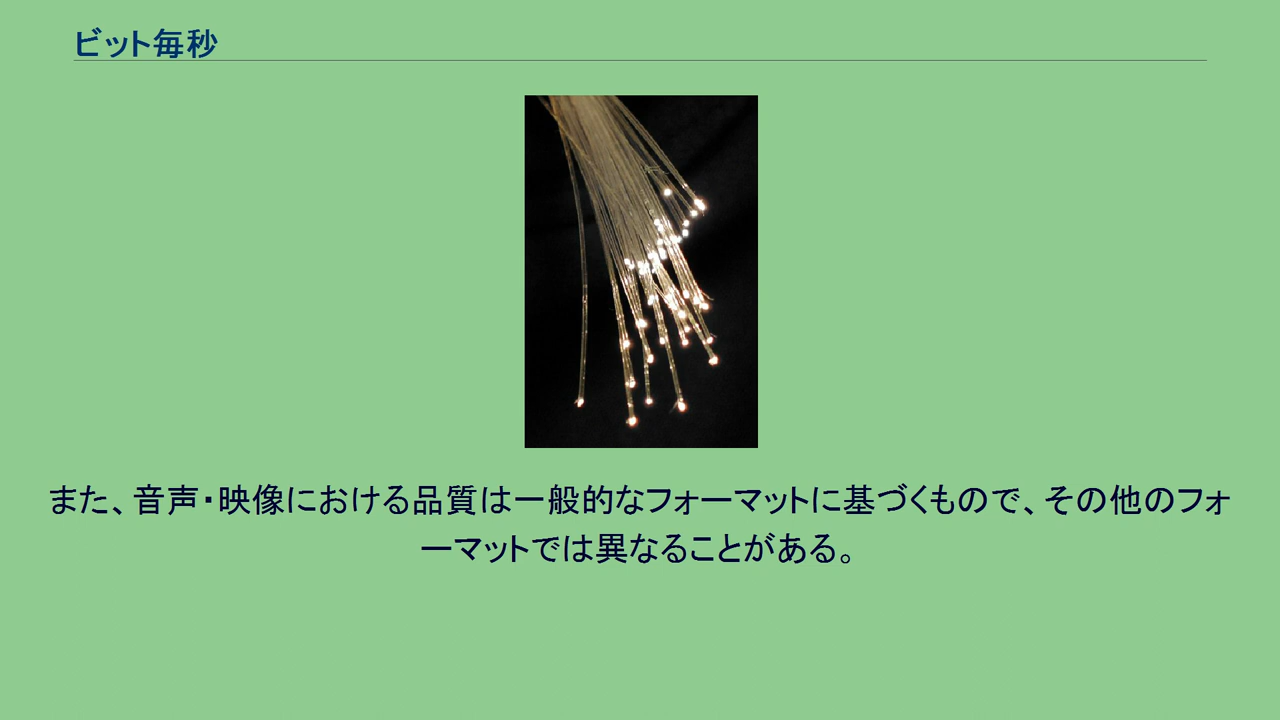 ビット毎秒
また、音声・映像における品質は一般的なフォーマットに基づくもので、その他のフォ
ーマットでは異なることがある。